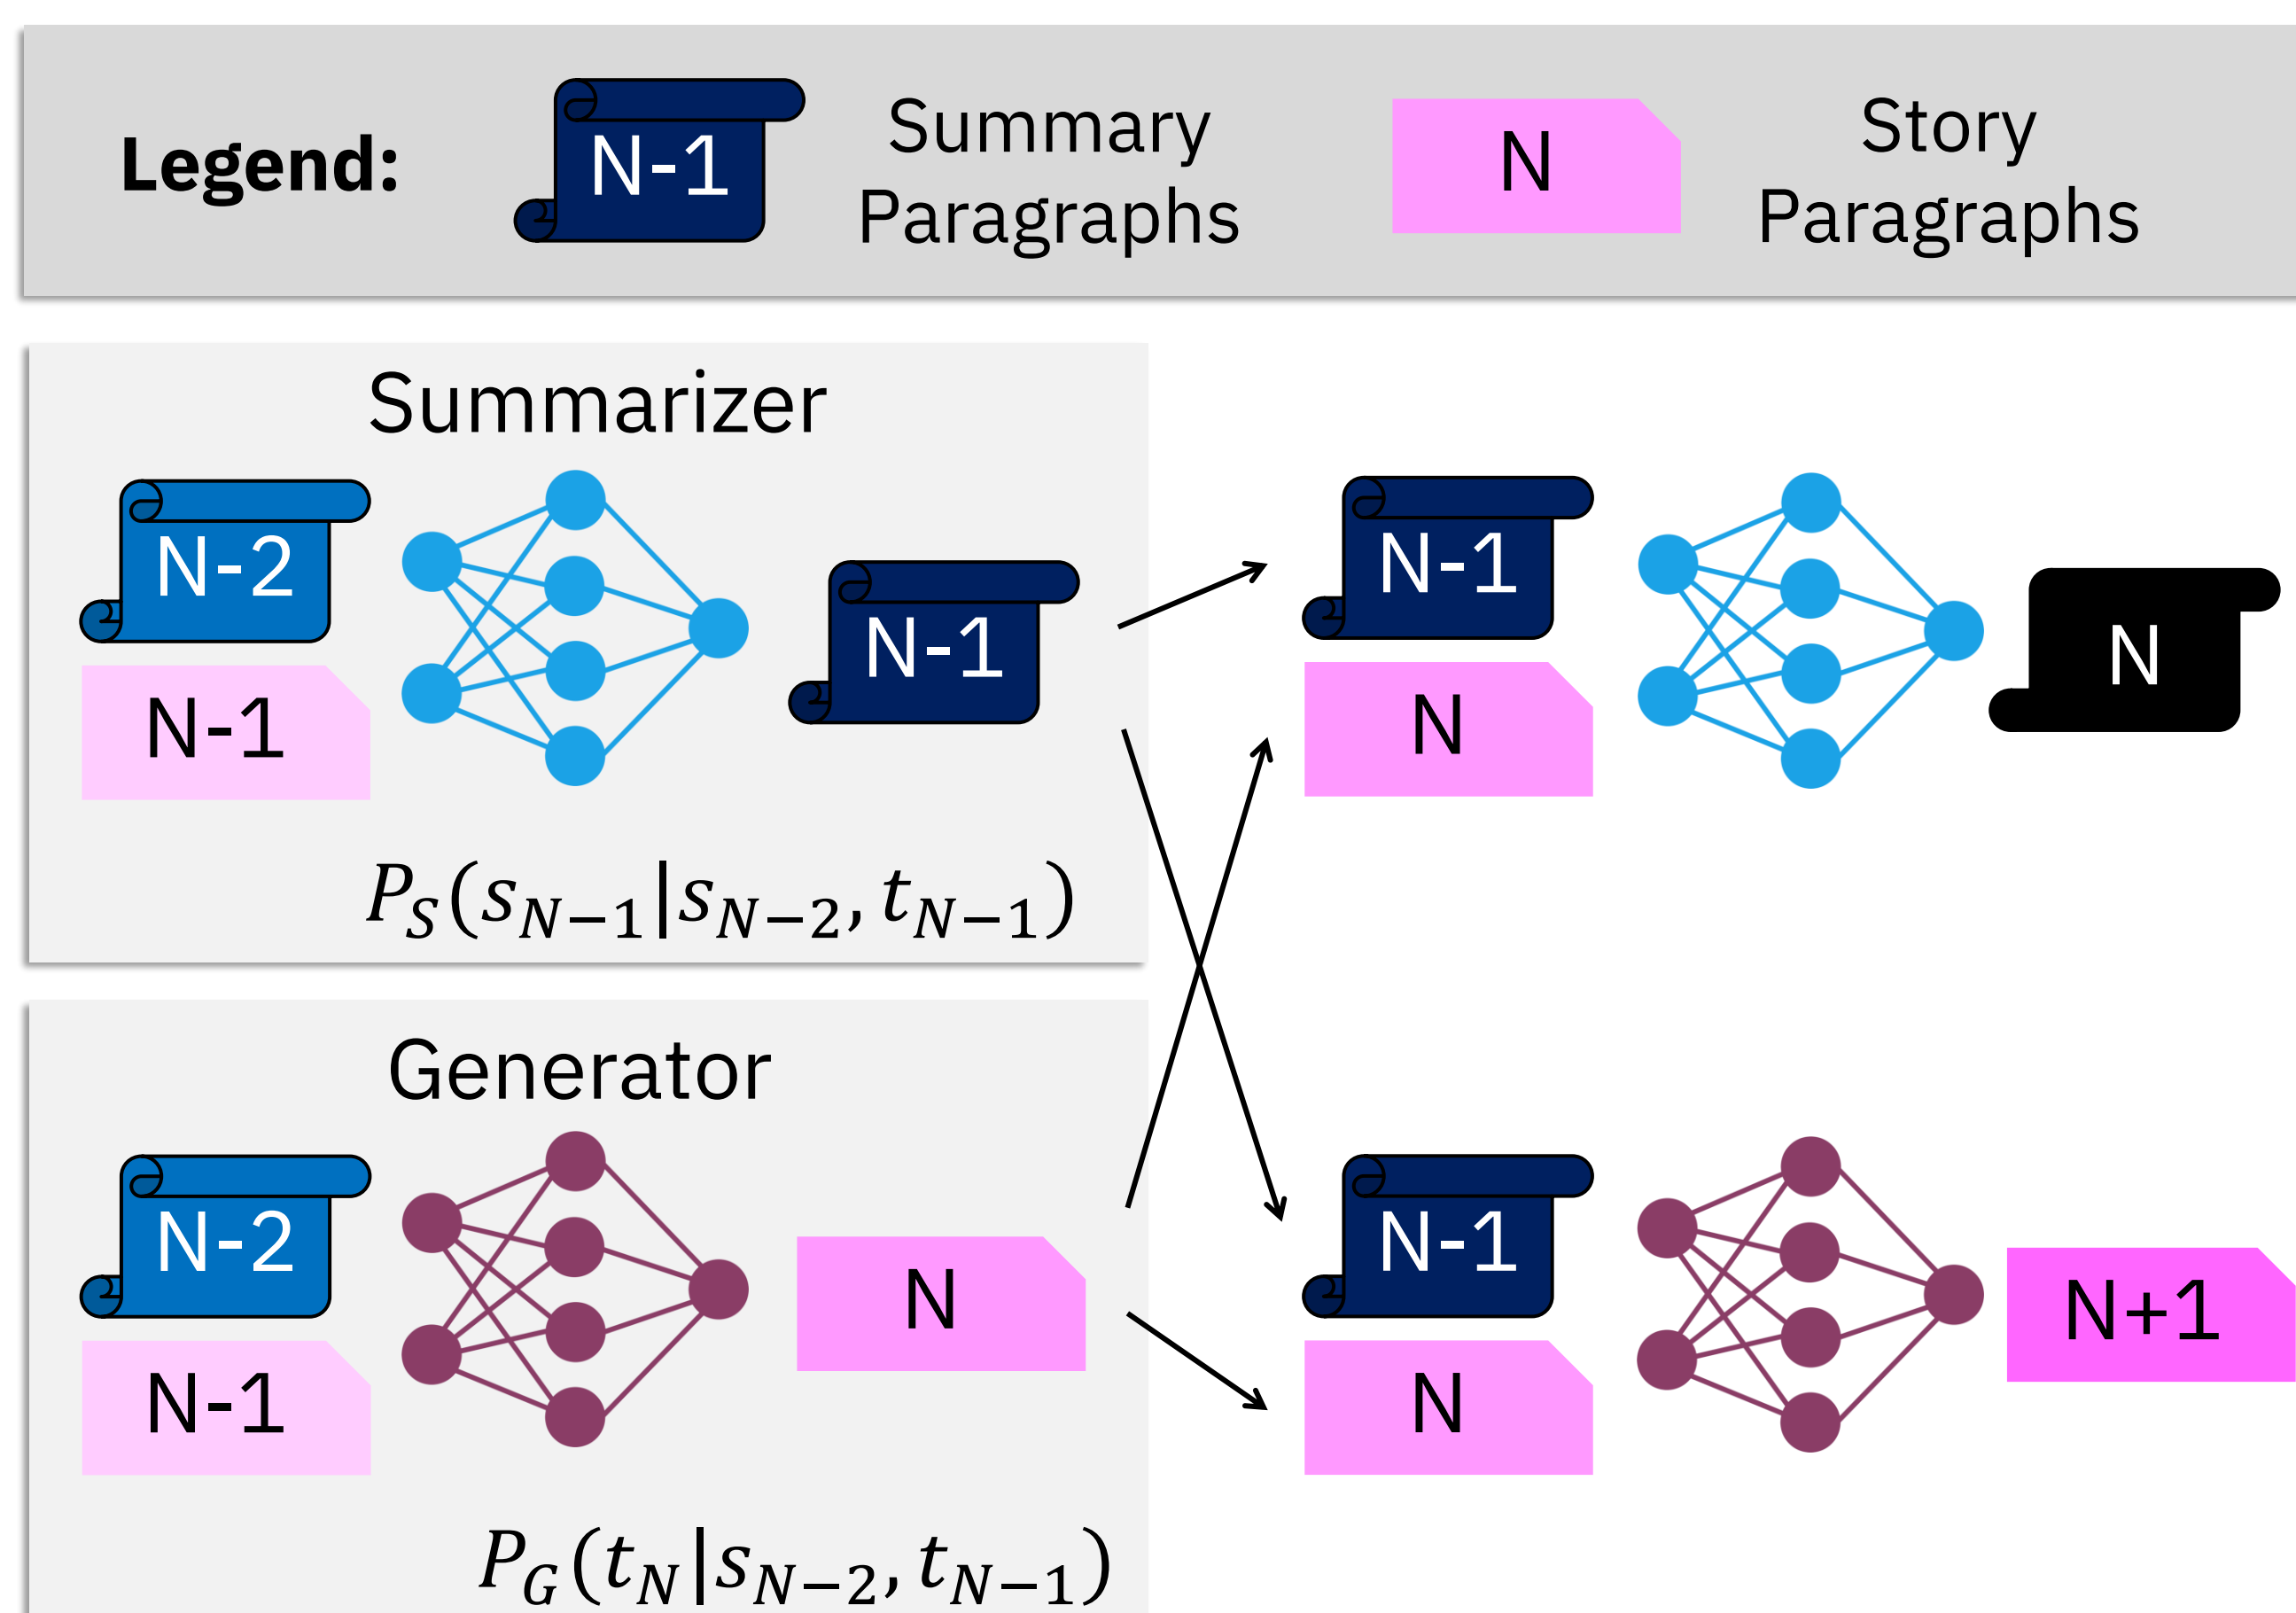 Legend:
N-1
Summary
Paragraphs
N
Story
Paragraphs
Summarizer
N-2
N-1
N-1
P_S(s_{N-1}|s_{N-2}, t_{N-1})
N-1
N
N
Generator
N-2
N-1
N
P_G(t_N|s_{N-2}, t_{N-1})
N-1
N
N+1